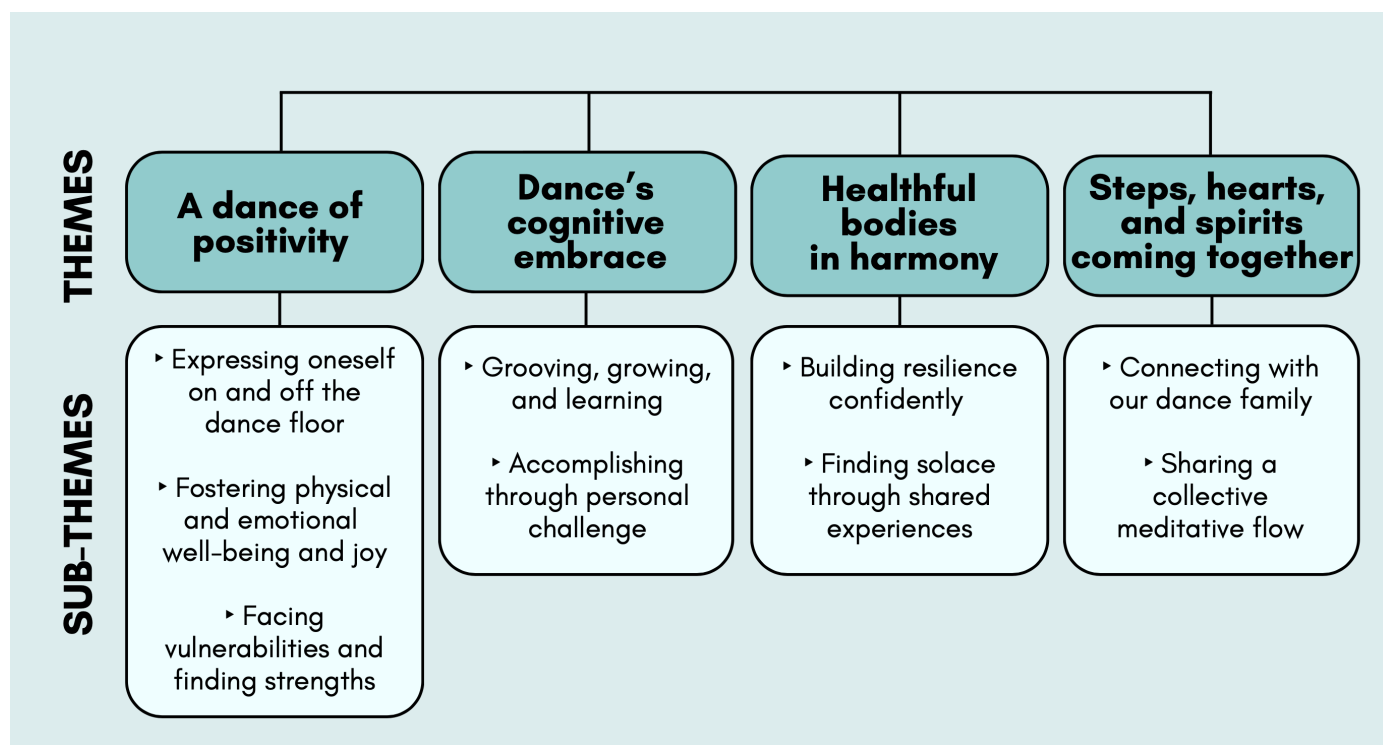 THEMES
A dance of
positivity
Dance’s
cognitive
embrace
Healthful
bodies
in harmony
Steps, hearts,
and spirits
coming together
SUB-THEMES
‣ Expressing oneself
on and off the
dance floor
‣ Fostering physical
and emotional
well-being and joy
‣ Facing
vulnerabilities and
finding strengths
‣ Grooving, growing,
and learning
‣ Accomplishing
through personal
challenge
‣ Building resilience
confidently
‣ Finding solace
through shared
experiences
‣ Connecting with
our dance family
‣ Sharing a
collective
meditative flow